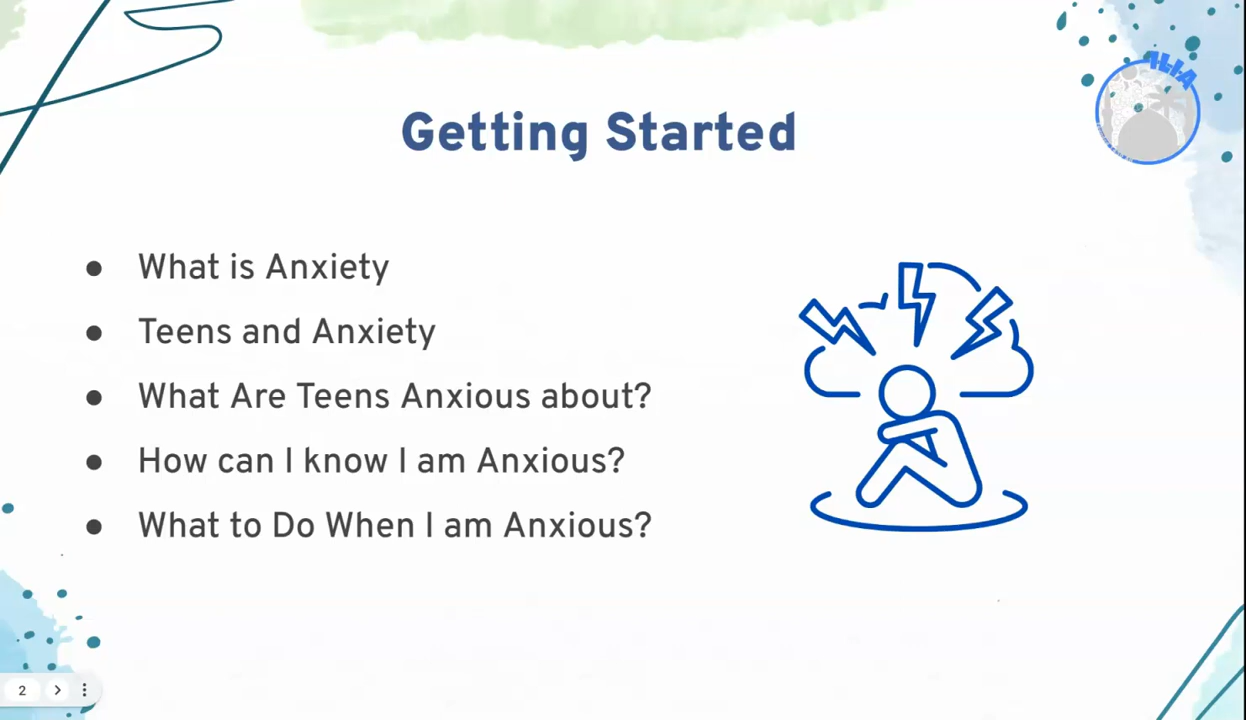 Getting Started
● What is Anxiety
● Teens and Anxiety
● What Are Teens Anxious about?
● How can I know I am Anxious?
● What to Do When I am Anxious?
2